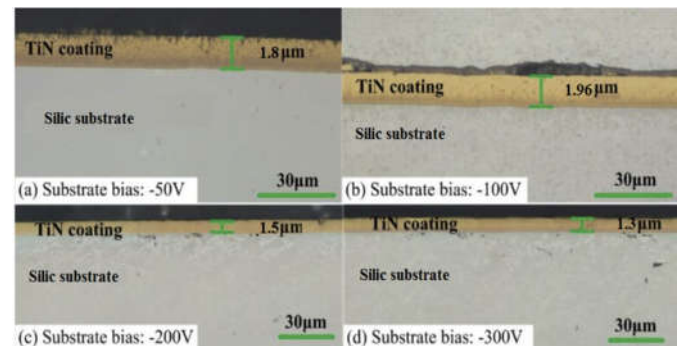 TiN coating
1.8μm
Silic substrate
30μm
(a) Substrate bias: -50V
TiN coating
1.96μm
Silic substrate
30μm
(b) Substrate bias: -100V
TiN coating
1.5μm
Silic substrate
30μm
(c) Substrate bias: -200V
TiN coating
1.3μm
Silic substrate
30μm
(d) Substrate bias: -300V